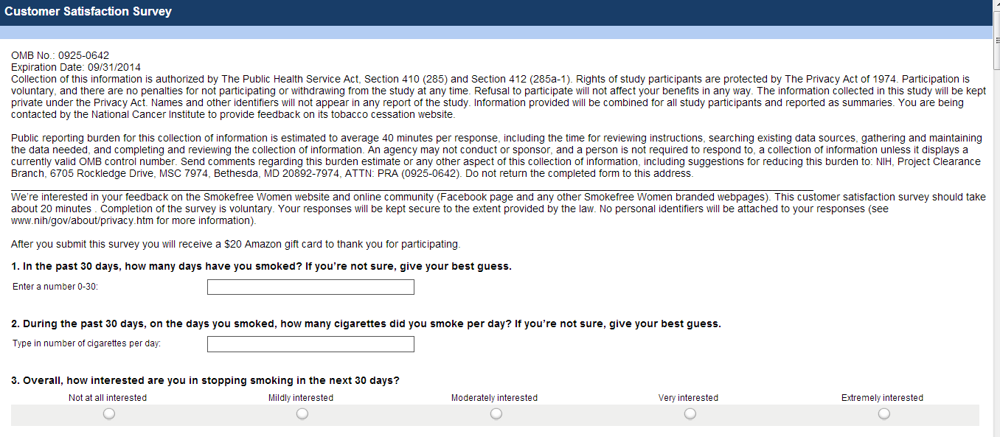 Customer Satisfaction Survey
OMB No.: 0925-0642
Expiration Date: 09/31/2014
Collection of this information is authorized by The Public Health Service Act, Section 410 (285) and Section 412 (285a-1). Rights of study participants are protected by The Privacy Act of 1974. Participation is
voluntary, and there are no penalties for not participating or withdrawing from the study at any time. Refusal to participate will not affect your benefits in any way. The information collected in this study will be kept
private under the Privacy Act. Names and other identifiers will not appear in any report of the study. Information provided will be combined for all study participants and reported as summaries. You are being
contacted by the National Cancer Institute to provide feedback on its tobacco cessation website.
Public reporting burden for this collection of information is estimated to average 40 minutes per response, including the time for reviewing instructions, searching existing data sources, gathering and maintaining
the data needed, and completing and reviewing the collection of information. An agency may not conduct or sponsor, and a person is not required to respond to, a collection of information unless it displays a
currently valid OMB control number. Send comments regarding this burden estimate or any other aspect of this collection of information, including suggestions for reducing this burden to: NIH, Project Clearance
Branch, 6705 Rockledge Drive, MSC 7974, Bethesda, MD 20892-7974, ATTN: PRA (0925-0642). Do not return the completed form to this address.
We're interested in your feedback on the Smokefree Women website and online community (Facebook page and any other Smokefree Women branded webpages). This customer satisfaction survey should take
about 20 minutes . Completion of the survey is voluntary. Your responses will be kept secure to the extent provided by the law. No personal identifiers will be attached to your responses (see
www.nih/gov/about/privacy.htm for more information).
After you submit this survey you will receive a $20 Amazon gift card to thank you for participating.
1. In the past 30 days, how many days have you smoked? If you're not sure, give your best guess.
Enter a number 0-30:
2. During the past 30 days, on the days you smoked, how many cigarettes did you smoke per day? If you're not sure, give your best guess.
Type in number of cigarettes per day:
3. Overall, how interested are you in stopping smoking in the next 30 days?
Not at all interested Mildly interested Moderately interested Very interested Extremely interested